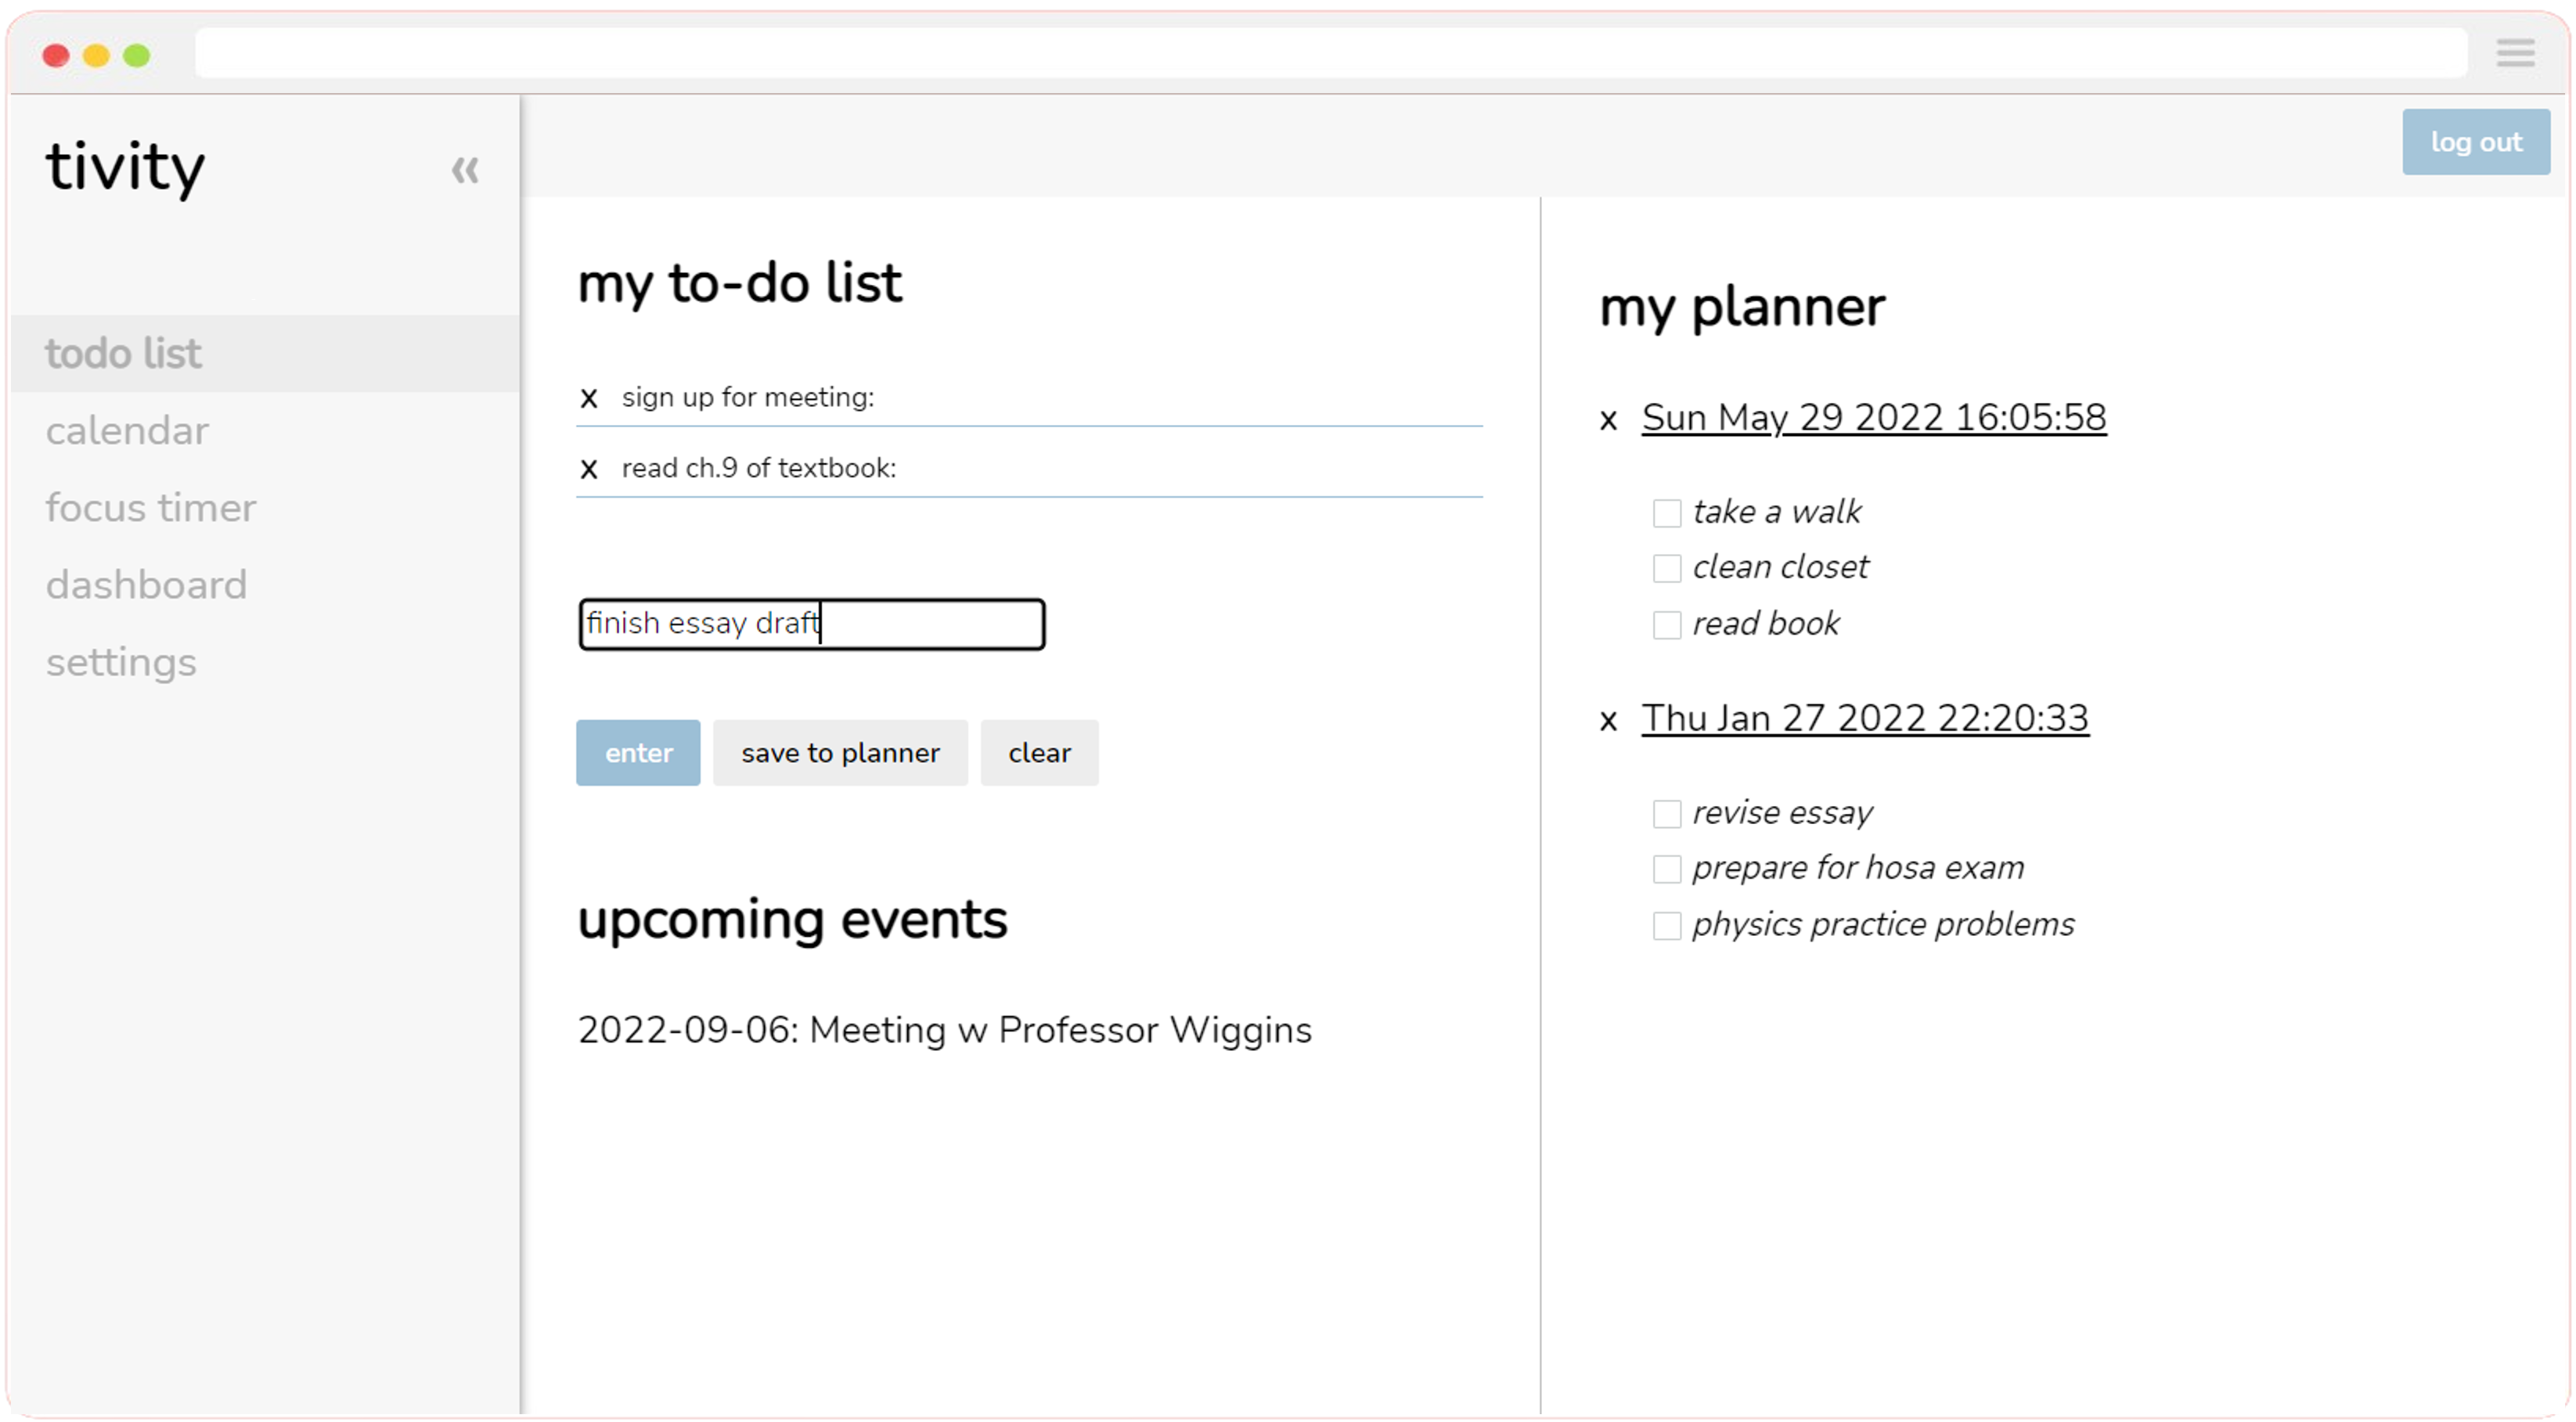 tivity «
log out
todo list
calendar
focus timer
dashboard
settings
my to-do list
x sign up for meeting:
x read ch.9 of textbook:
finish essay draft
enter save to planner clear
upcoming events
2022-09-06: Meeting w Professor Wiggins
my planner
x Sun May 29 2022 16:05:58
take a walk
clean closet
read book
x Thu Jan 27 2022 22:20:33
revise essay
prepare for hosa exam
physics practice problems